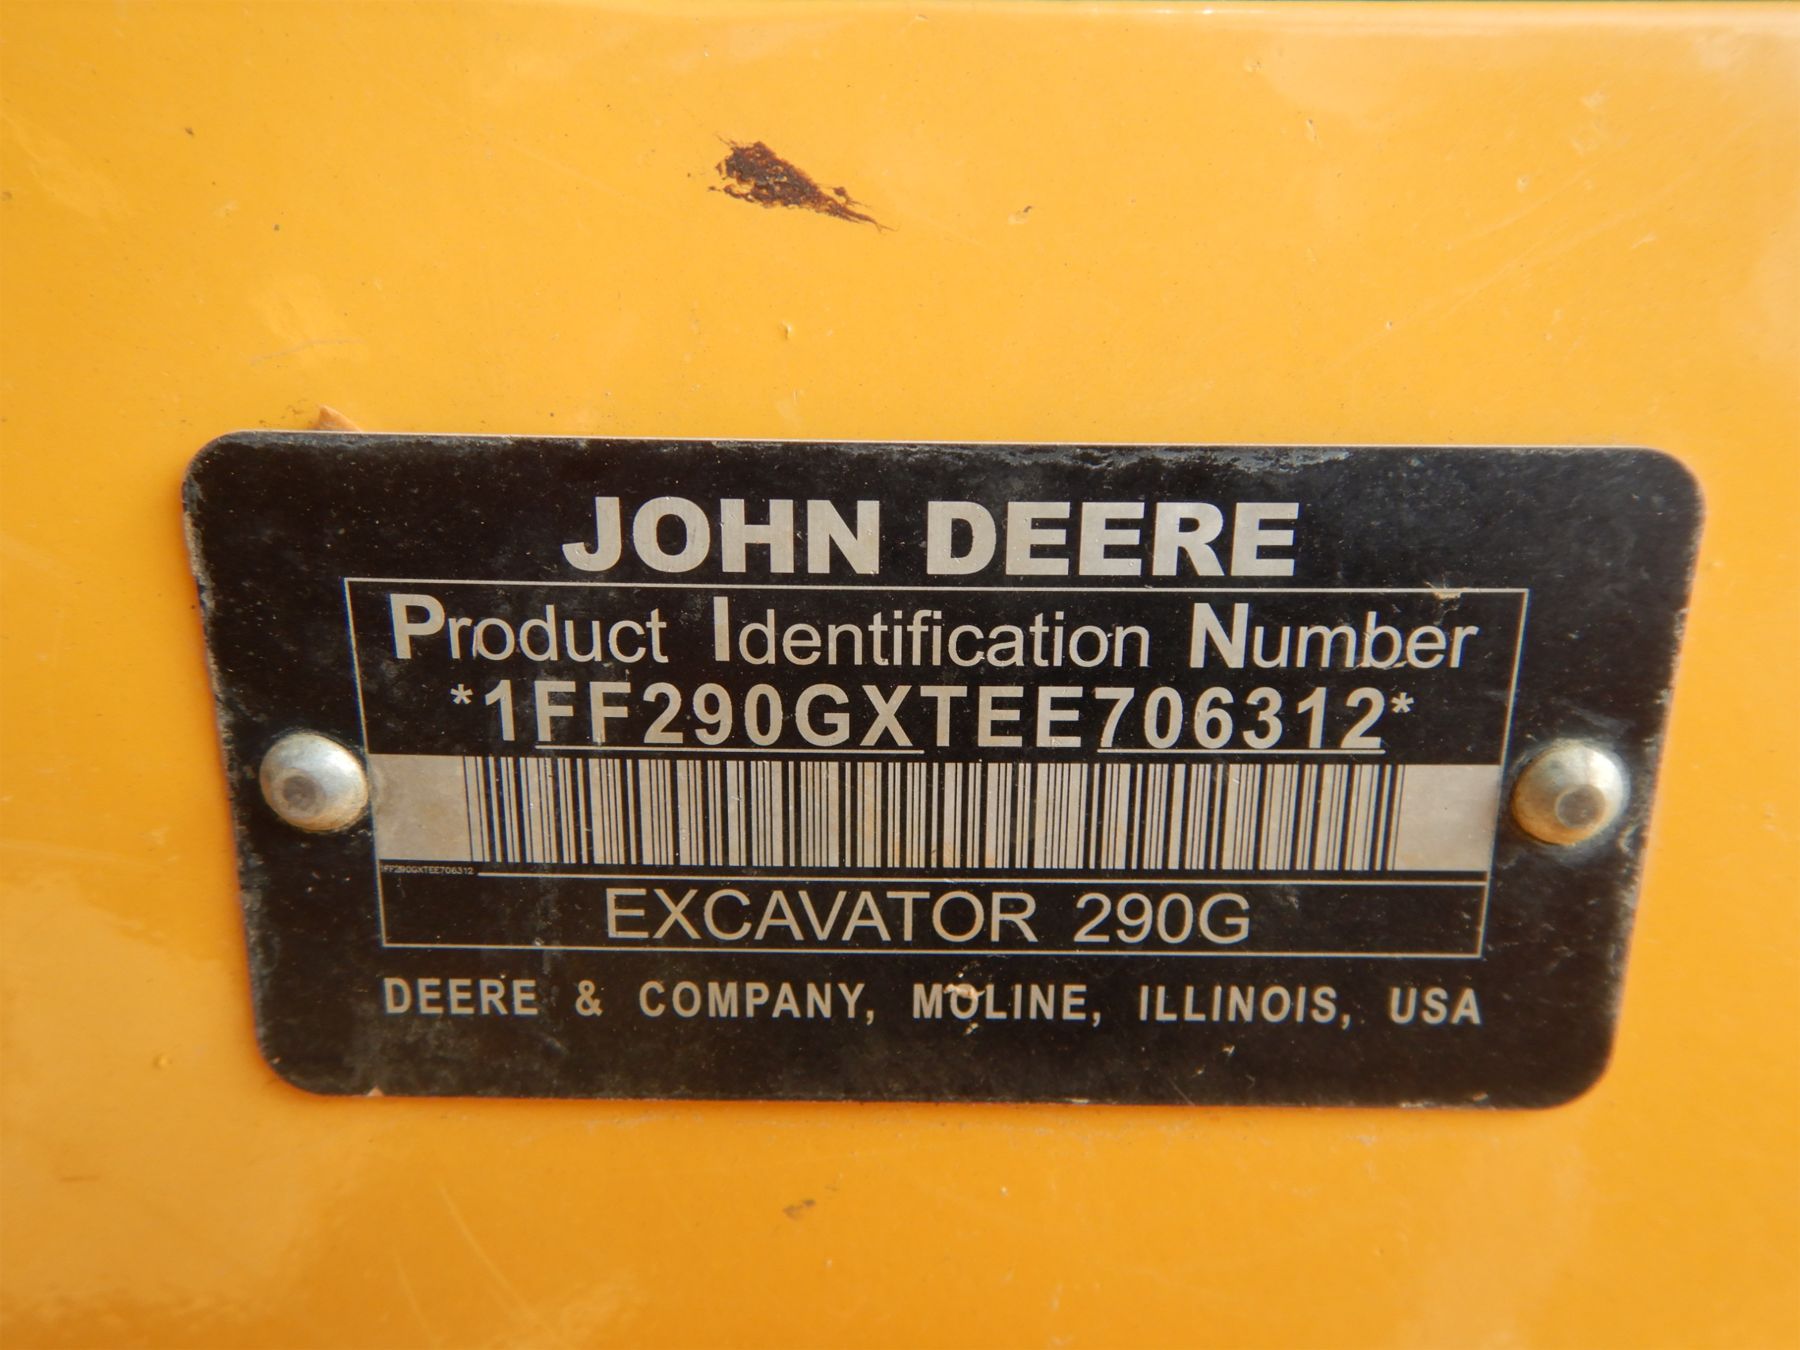 JOHN DEERE
Product Identification Number
*1FF290GXTEE706312*
1FF290GXTEE706312
EXCAVATOR 290G
DEERE & COMPANY, MOLINE, ILLINOIS, USA